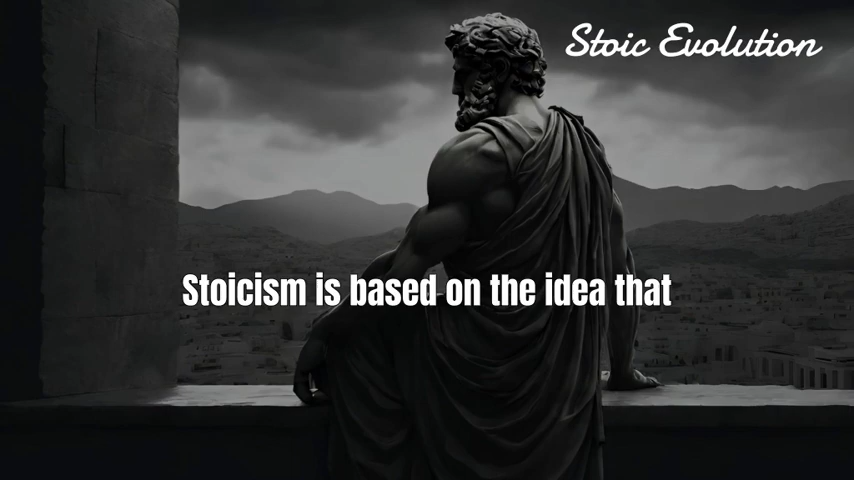 Stoic Evolution
Stoicism is based on the idea that